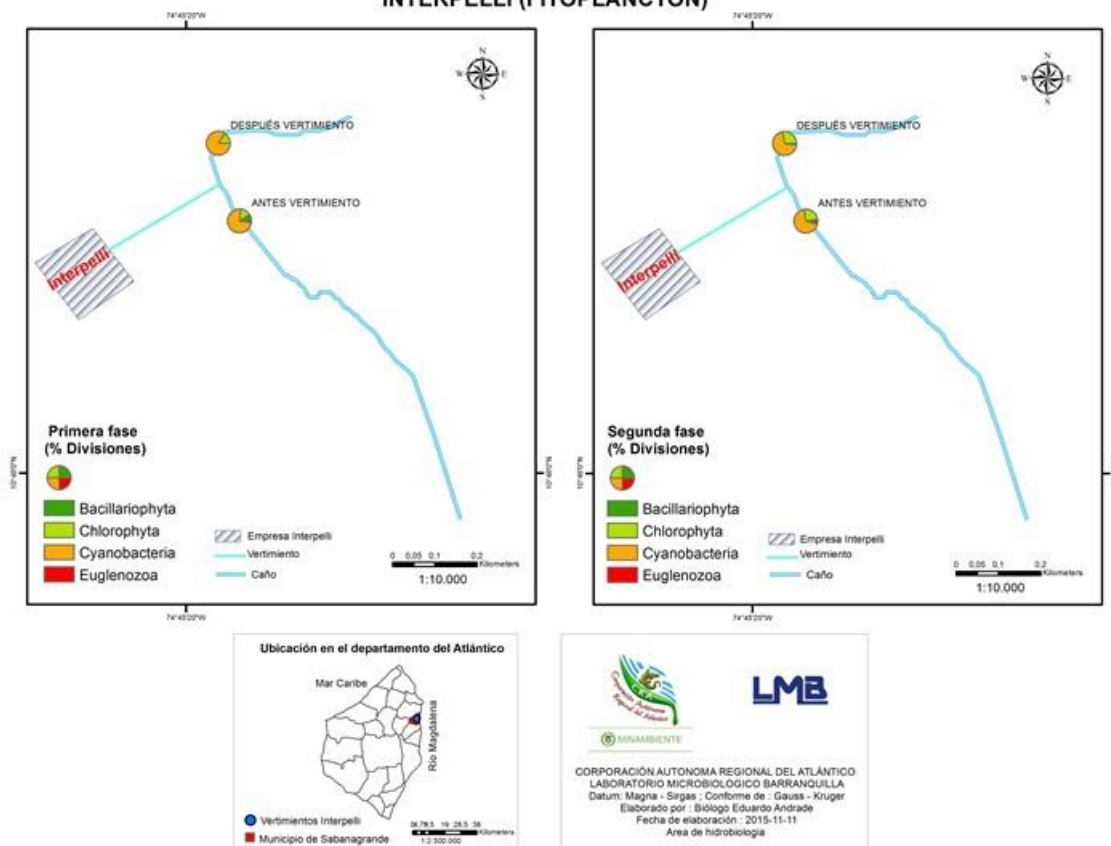 INTERPELLI (FITOPLANCTON)
74°45'20"W
N
W
E
S
DESPUÉS VERTIMIENTO
ANTES VERTIMIENTO
Interpelli
Primera fase
(% Divisiones)
Bacillariophyta
Chlorophyta
Cyanobacteria
Euglenozoa
Empresa Interpelli
Vertimiento
Caño
0 0,05 0,1 0,2
Kilometers
1:10.000
74°45'20"W
74°45'20"W
N
W
E
S
DESPUÉS VERTIMIENTO
ANTES VERTIMIENTO
Interpelli
Segunda fase
(% Divisiones)
Bacillariophyta
Chlorophyta
Cyanobacteria
Euglenozoa
Empresa Interpelli
Vertimiento
Caño
0 0,05 0,1 0,2
Kilometers
1:10.000
74°45'20"W
Ubicación en el departamento del Atlántico
Mar Caribe
Río Magdalena
Vertimientos Interpelli
Municipio de Sabanagrande
Kilometers
1:2.500.000
C.R.A
Corporación Autónoma
Regional del Atlántico
MINAMBIENTE
LMB
CORPORACIÓN AUTONOMA REGIONAL DEL ATLÁNTICO
LABORATORIO MICROBIOLOGICO BARRANQUILLA
Datum: Magna - Sirgas ; Conforme de : Gauss - Kruger
Elaborado por : Biólogo Eduardo Andrade
Fecha de elaboración : 2015-11-11
Area de hidrobiologia